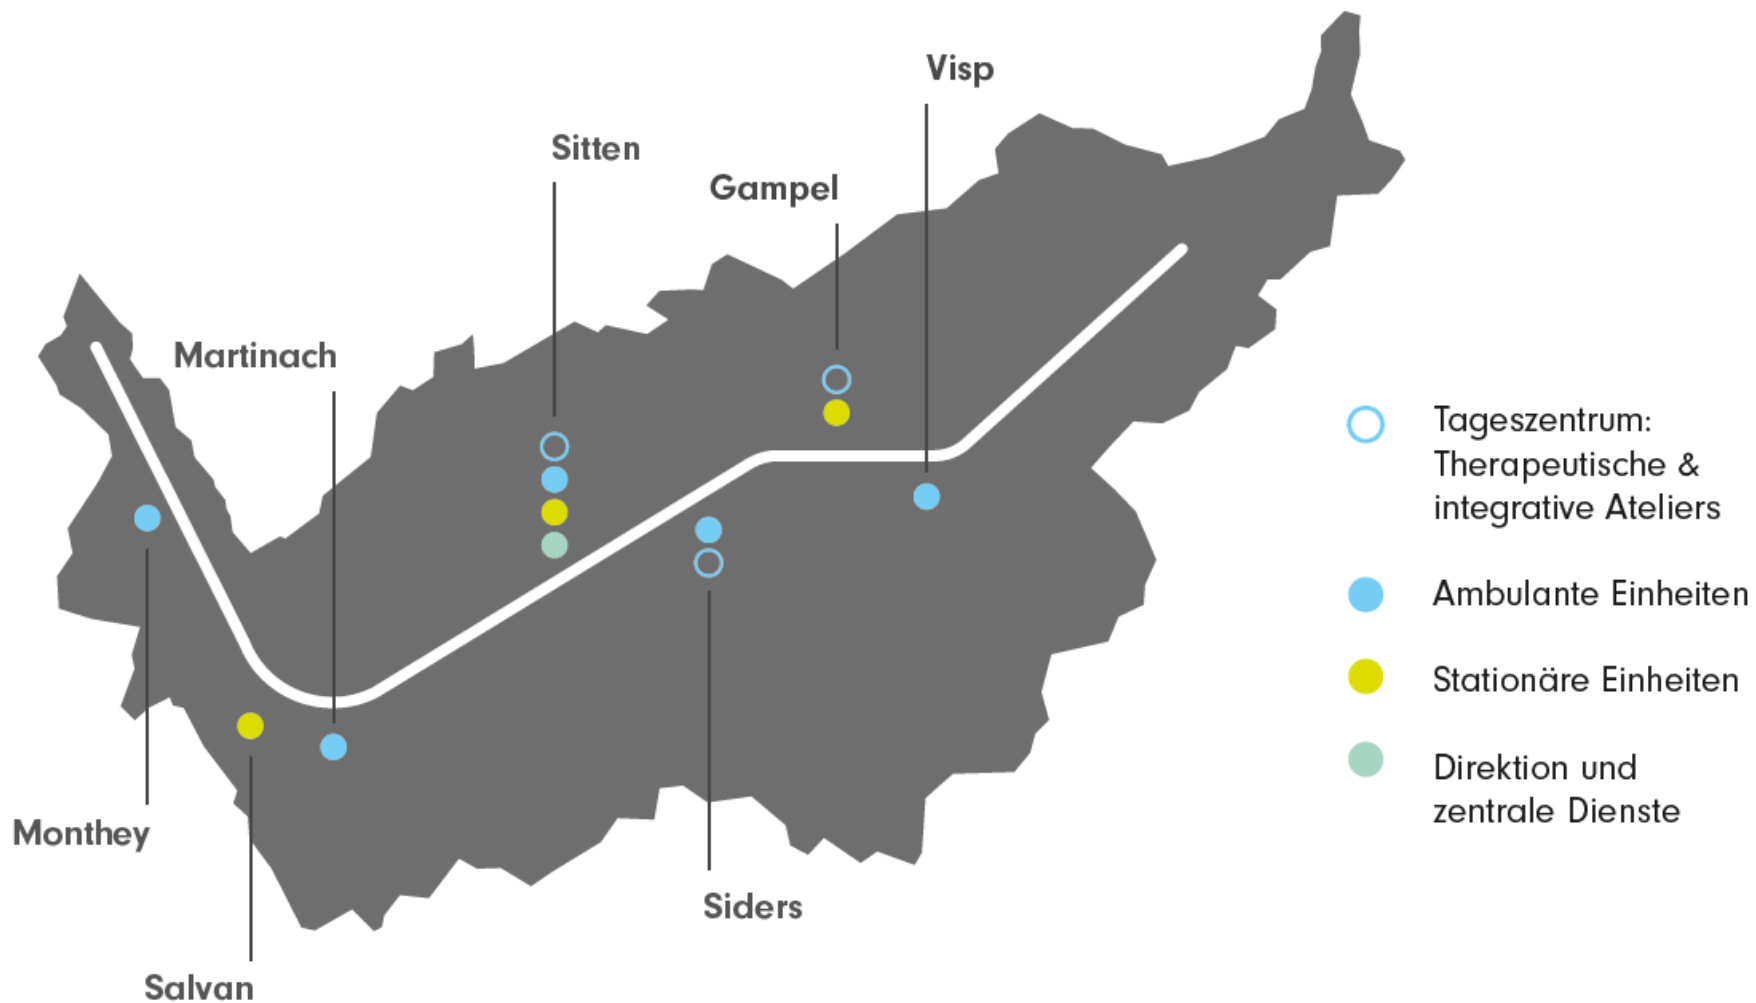 Visp
Sitten
Gampel
Martinach
Monthey
Siders
Salvan
Tageszentrum:
Therapeutische &
integrative Ateliers
Ambulante Einheiten
Stationäre Einheiten
Direktion und
zentrale Dienste